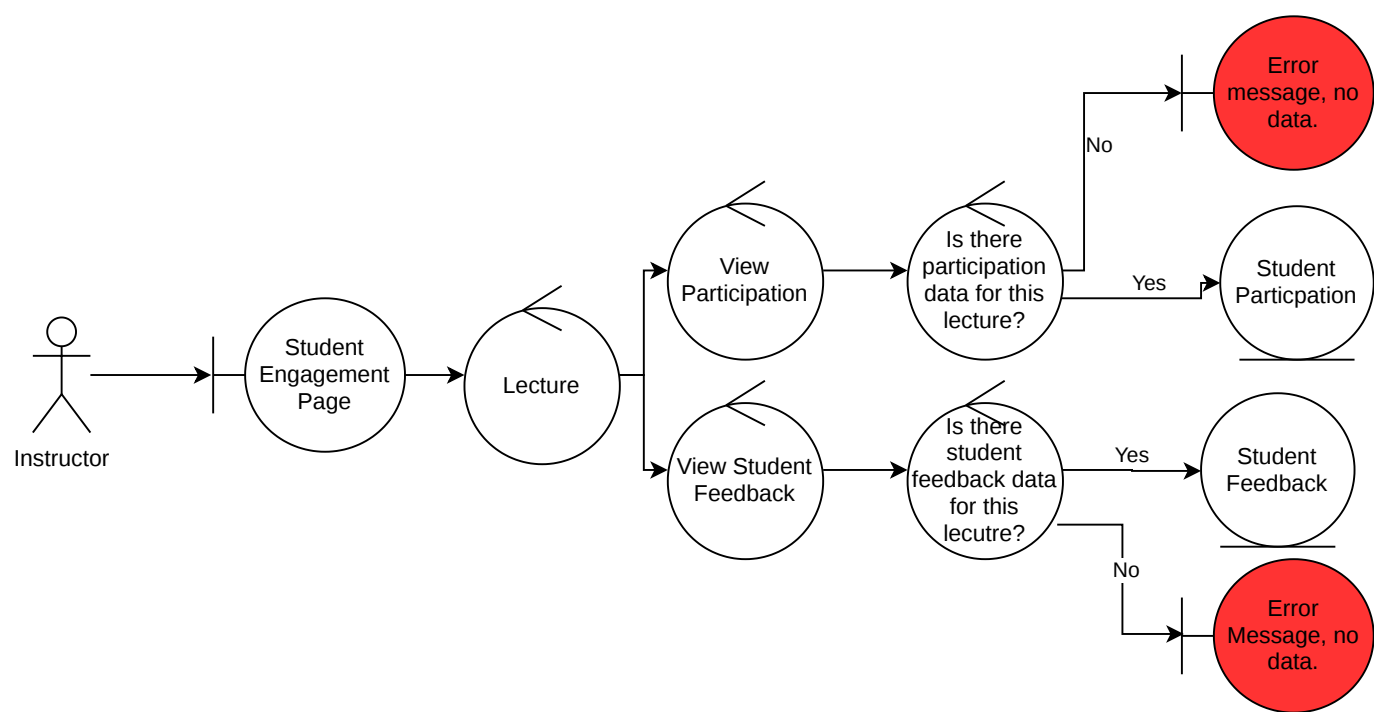 Instructor
Student
Engagement
Page
Lecture
View
Participation
Is there
participation
data for this
lecture?
No
Error
message, no
data.
Yes
Student
Particpation
View Student
Feedback
Is there
student
feedback data
for this
lecutre?
Yes
Student
Feedback
No
Error
Message, no
data.